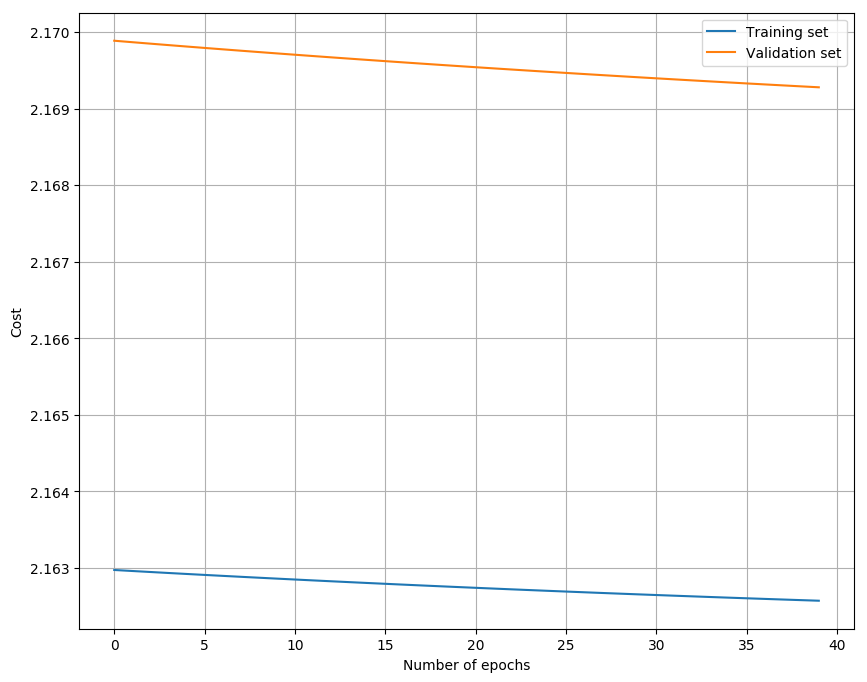 2.170
2.169
2.168
2.167
2.166
2.165
2.164
2.163
Cost
Training set
Validation set
0 5 10 15 20 25 30 35 40
Number of epochs